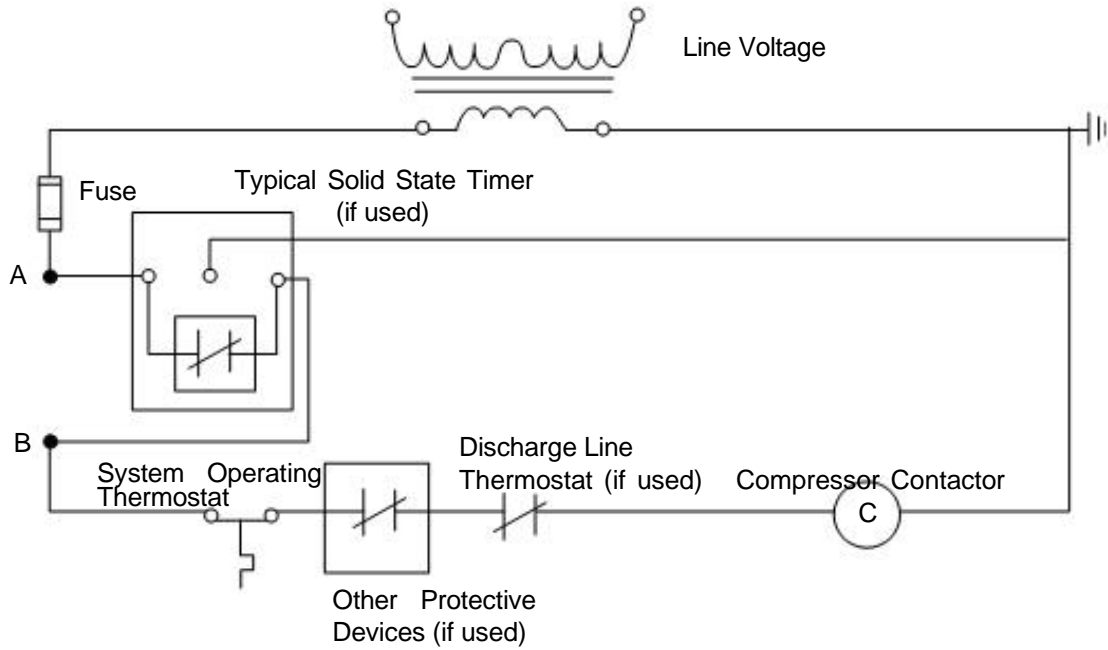 Line Voltage
Typical Solid State Timer
(if used)
Fuse
A
B
System Operating
Thermostat
Discharge Line
Thermostat (if used)
Compressor Contactor
C
Other Protective
Devices (if used)